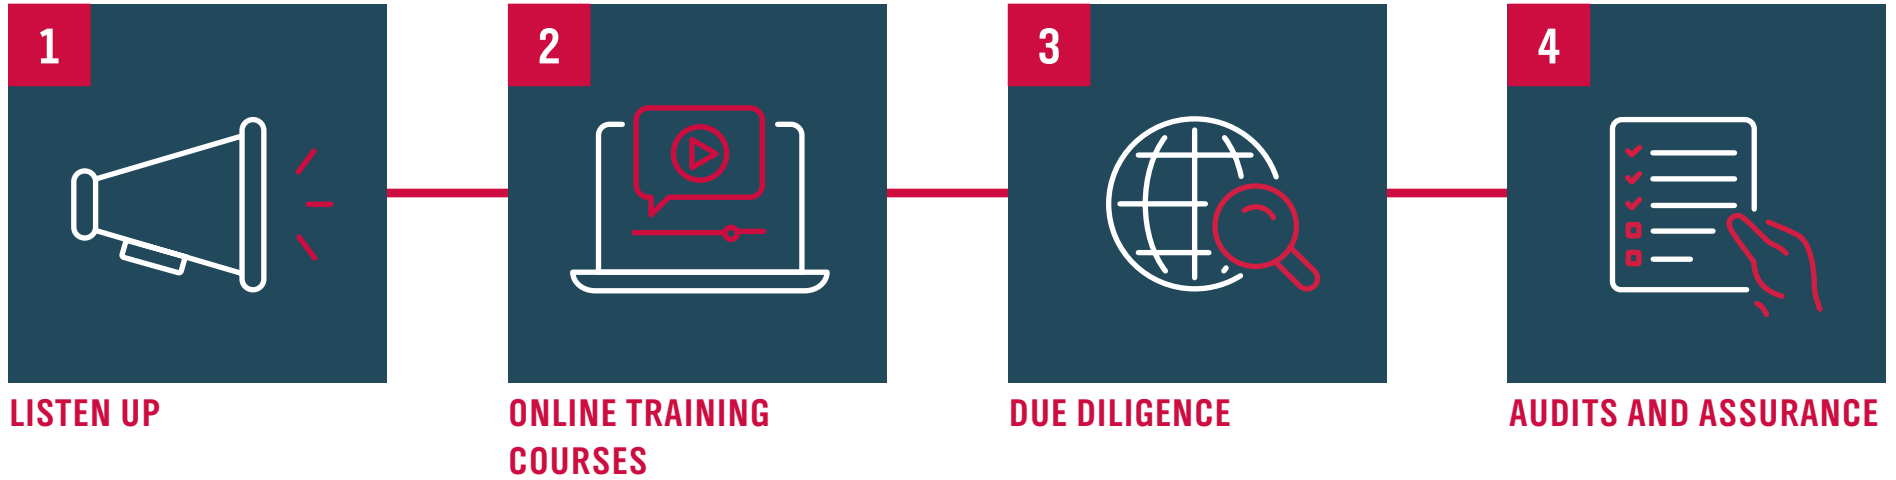 1
2
3
4
LISTEN UP
ONLINE TRAINING
COURSES
DUE DILIGENCE
AUDITS AND ASSURANCE